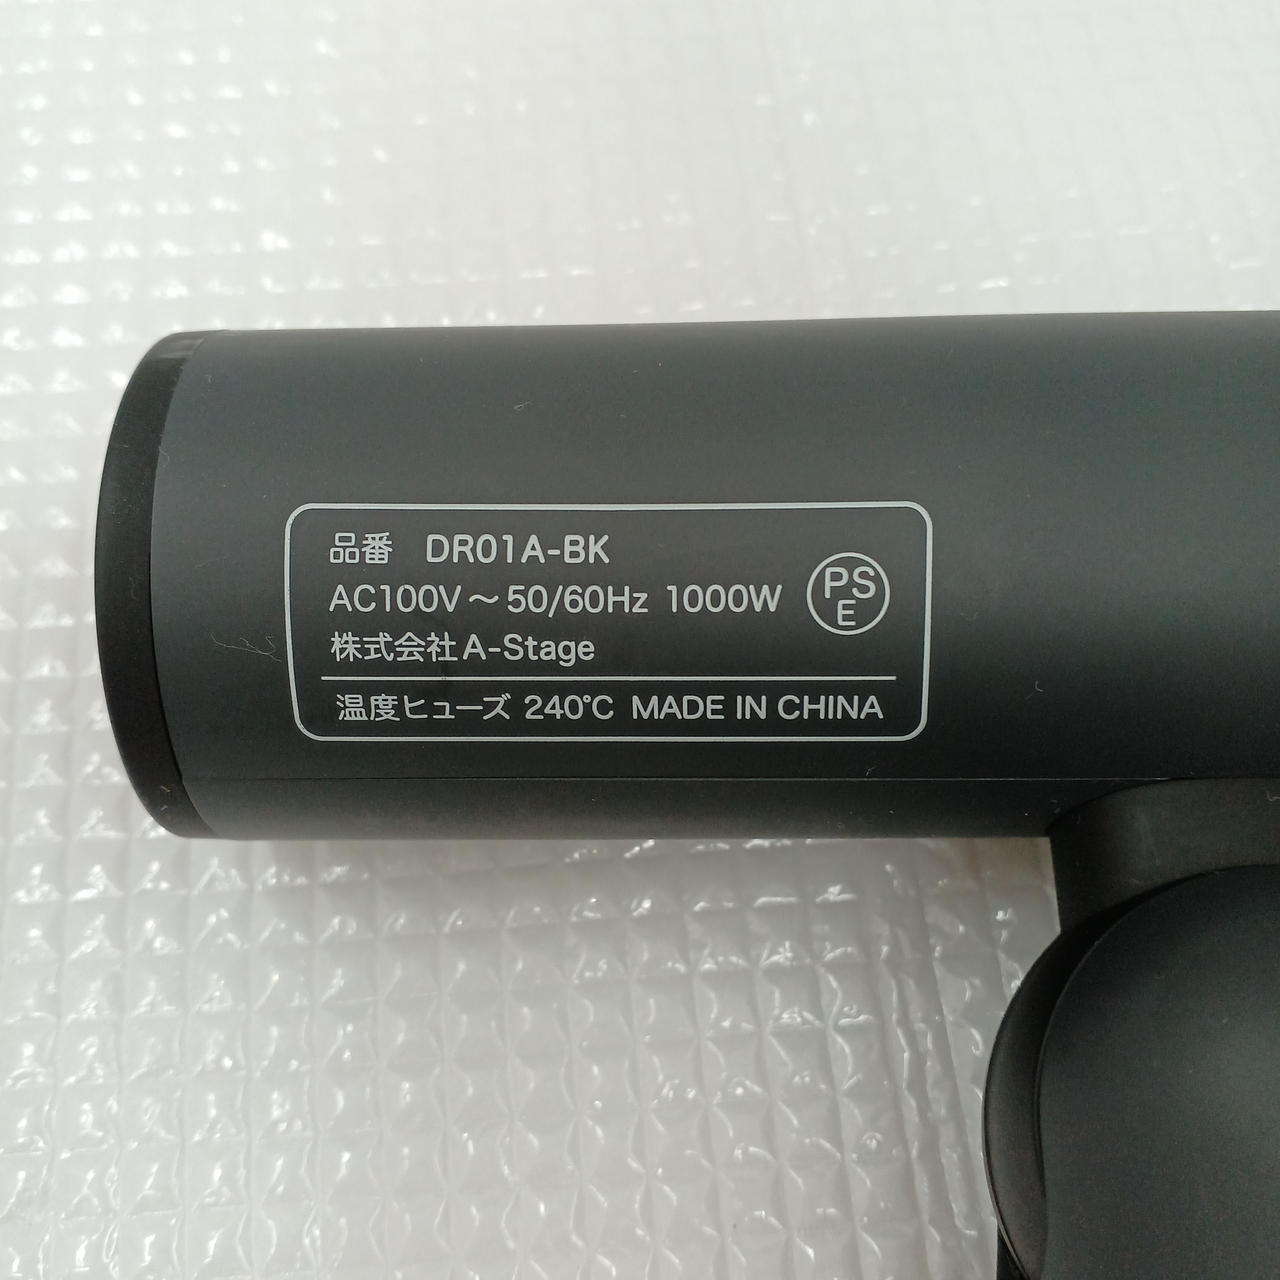 品番 DR01A-BK
AC100V～50/60Hz 1000W
PS
E
株式会社A-Stage
温度ヒューズ 240℃ MADE IN CHINA